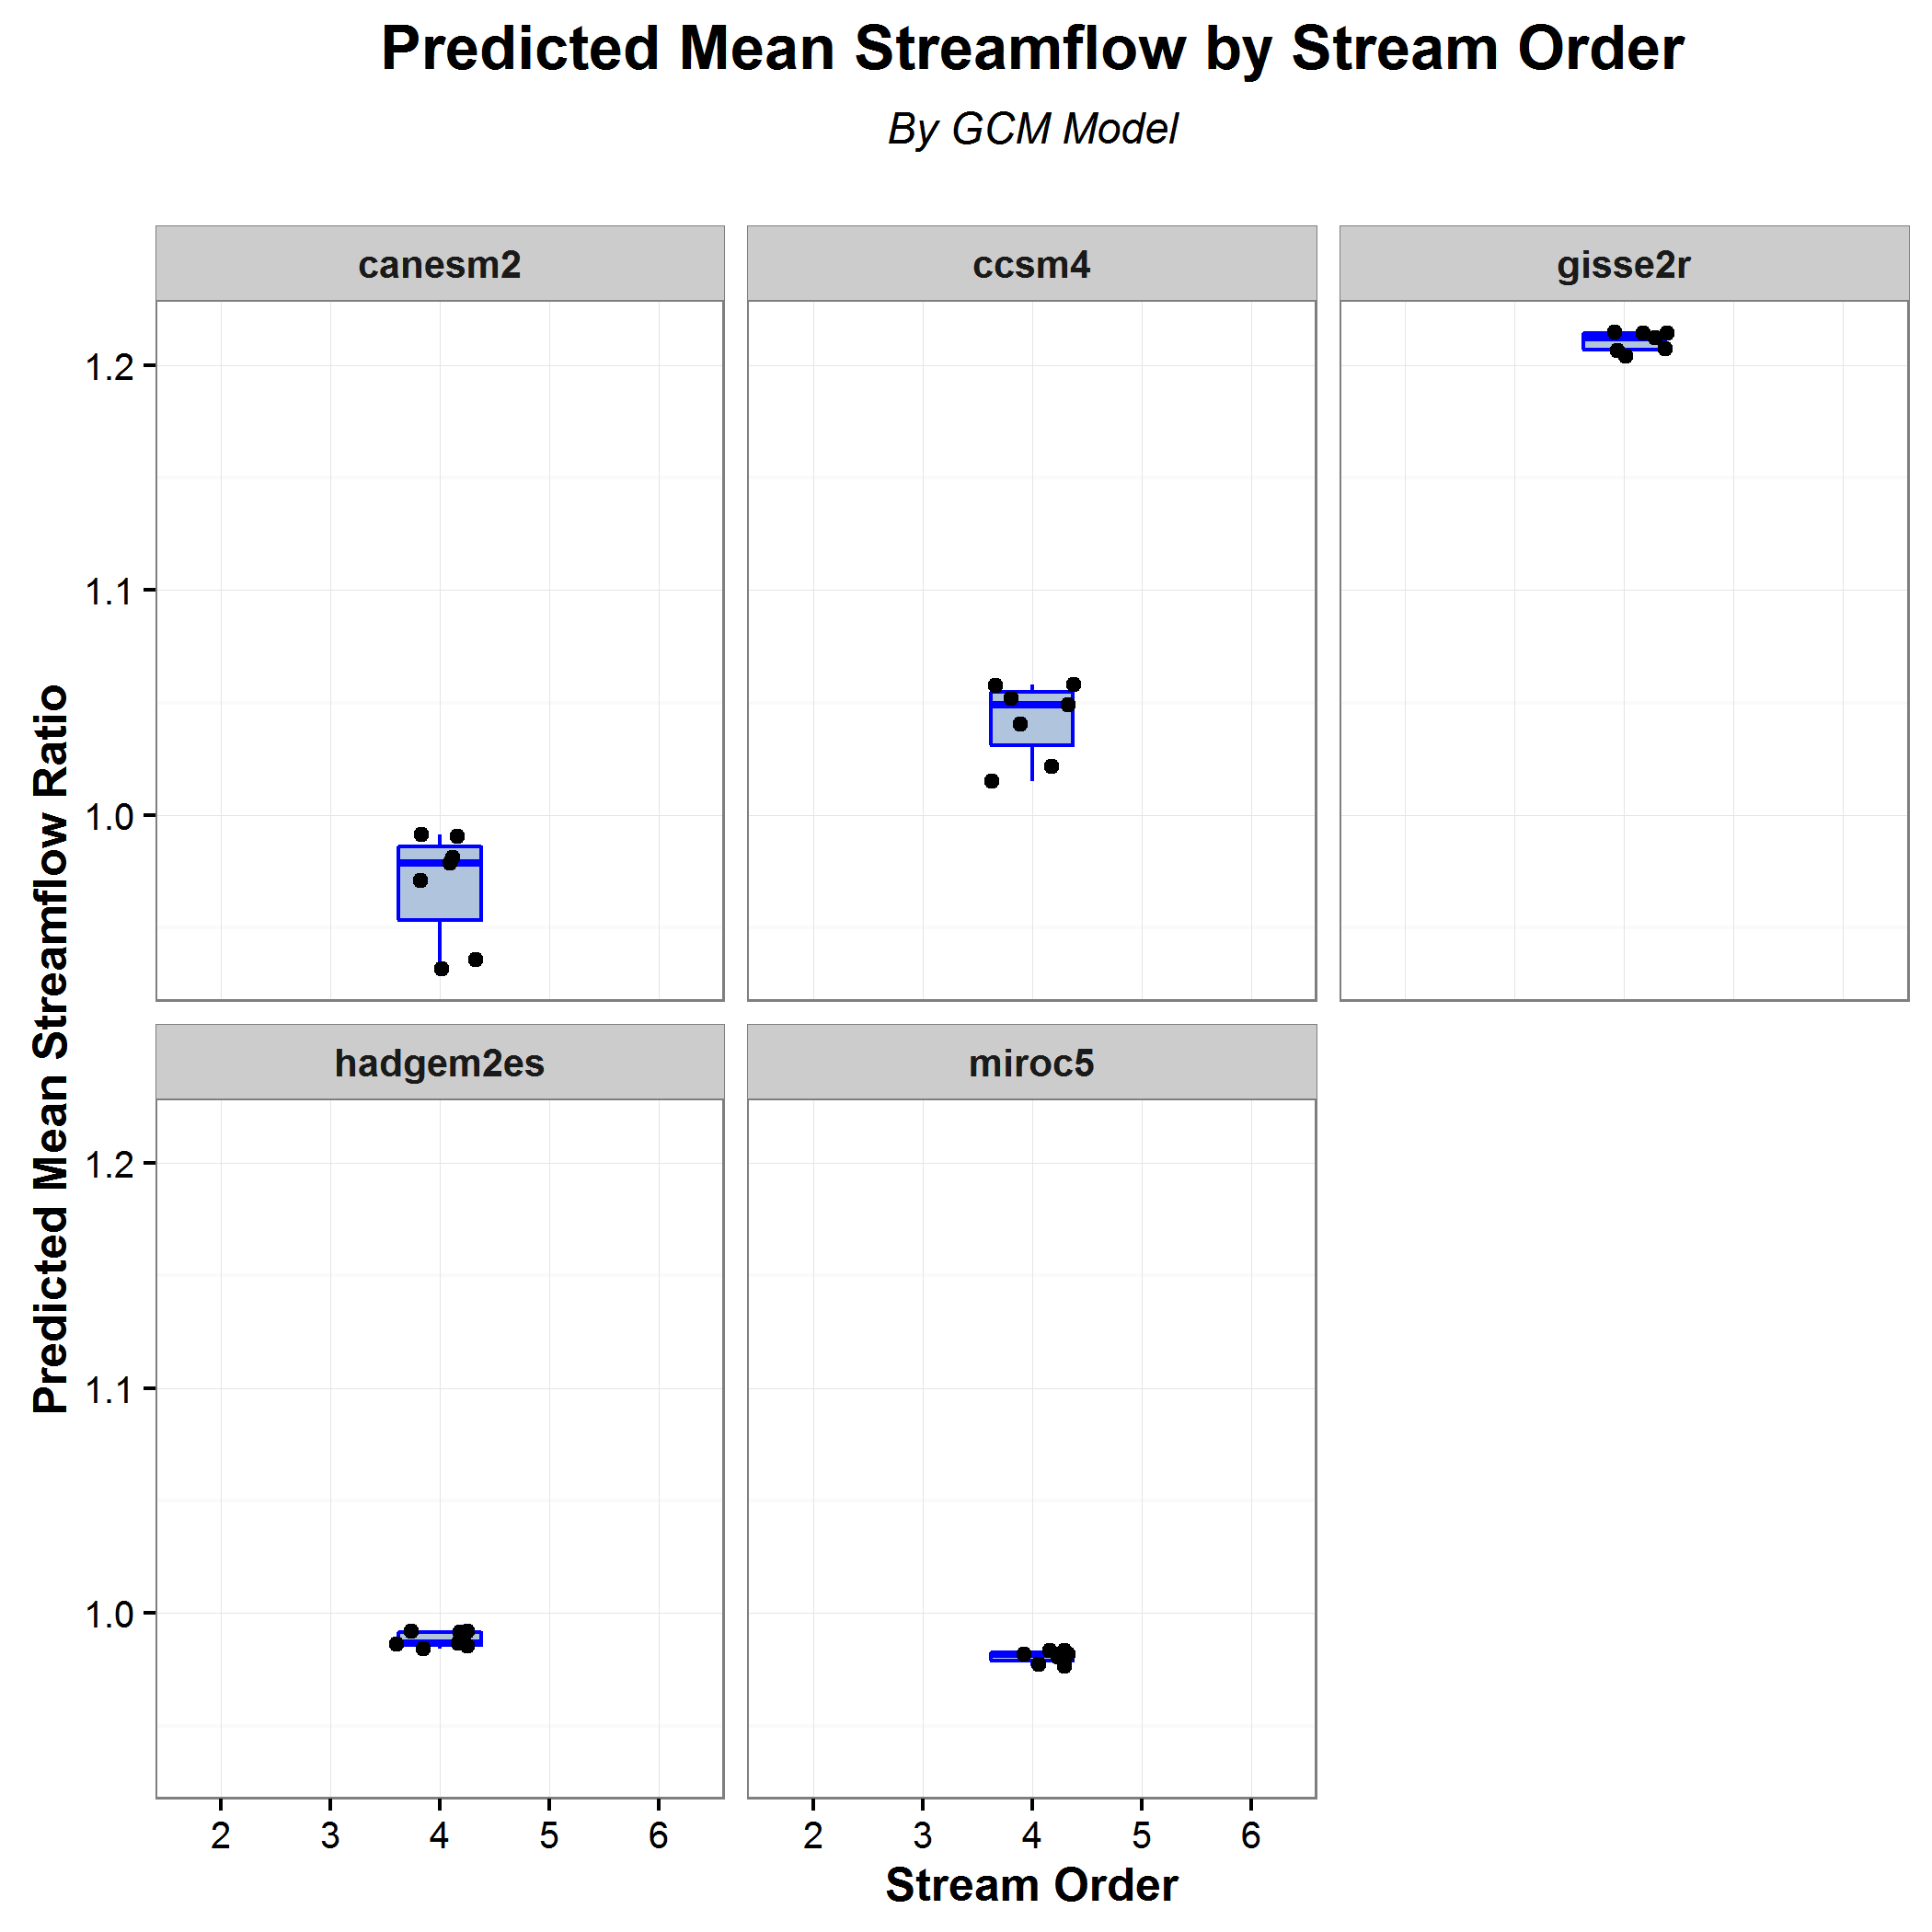 Predicted Mean Streamflow by Stream Order
By GCM Model
canesm2
ccsm4
gisse2r
1.2
1.1
1.0
Predicted Mean Streamflow Ratio
hadgem2es
miroc5
1.2
1.1
1.0
2 3 4 5 6
2 3 4 5 6
Stream Order